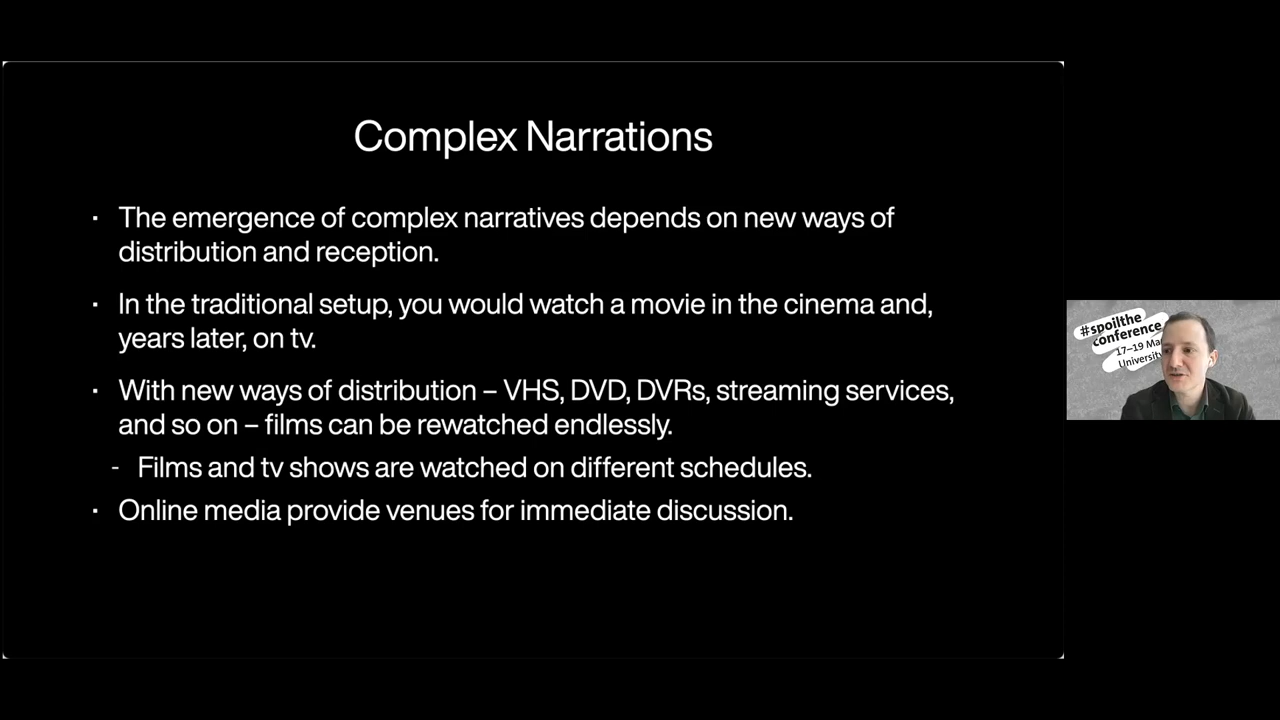 Complex Narrations
· The emergence of complex narratives depends on new ways of
distribution and reception.
· In the traditional setup, you would watch a movie in the cinema and,
years later, on tv.
· With new ways of distribution – VHS, DVD, DVRs, streaming services,
and so on – films can be rewatched endlessly.
- Films and tv shows are watched on different schedules.
· Online media provide venues for immediate discussion.
#spoilthe
conference
17–19 Ma
University